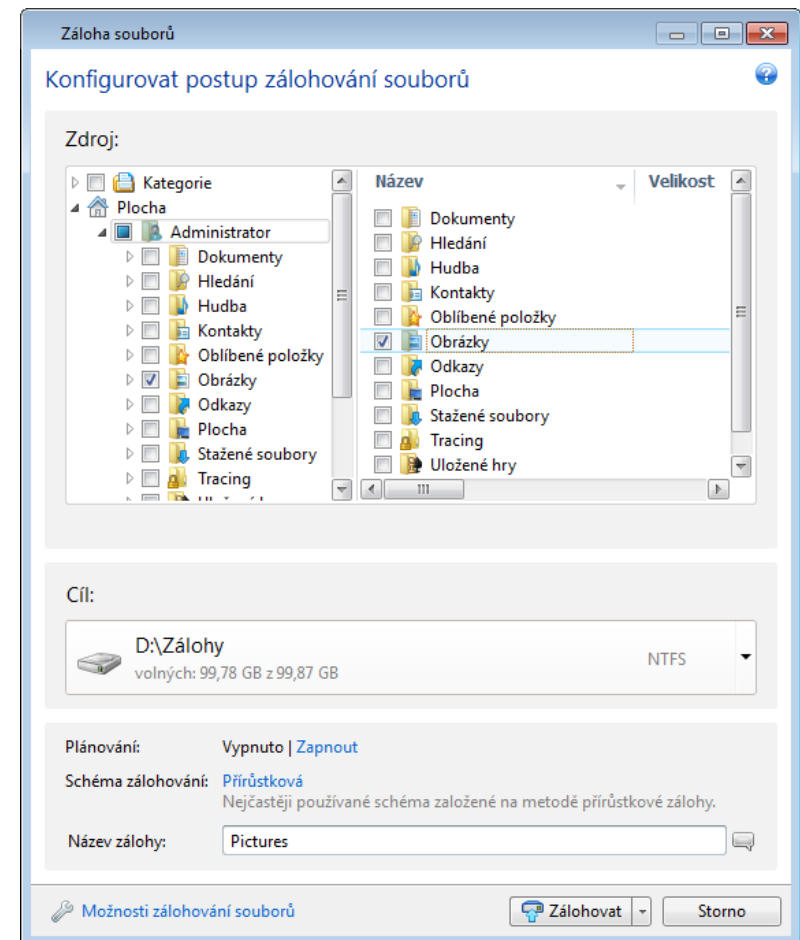 Záloha souborů
Konfigurovat postup zálohování souborů
Zdroj:
Kategorie
Plocha
Administrator
Dokumenty
Hledání
Hudba
Kontakty
Oblíbené položky
Obrázky
Odkazy
Plocha
Stažené soubory
Tracing
Název Velikost
Dokumenty
Hledání
Hudba
Kontakty
Oblíbené položky
Obrázky
Odkazy
Plocha
Stažené soubory
Tracing
Uložené hry
Cíl:
D:\Zálohy
volných: 99,78 GB z 99,87 GB
NTFS
Plánování: Vypnuto | Zapnout
Schéma zálohování: Přírůstková
Nejčastěji používané schéma založené na metodě přírůstkové zálohy.
Název zálohy: Pictures
Možnosti zálohování souborů Zálohovat Storno